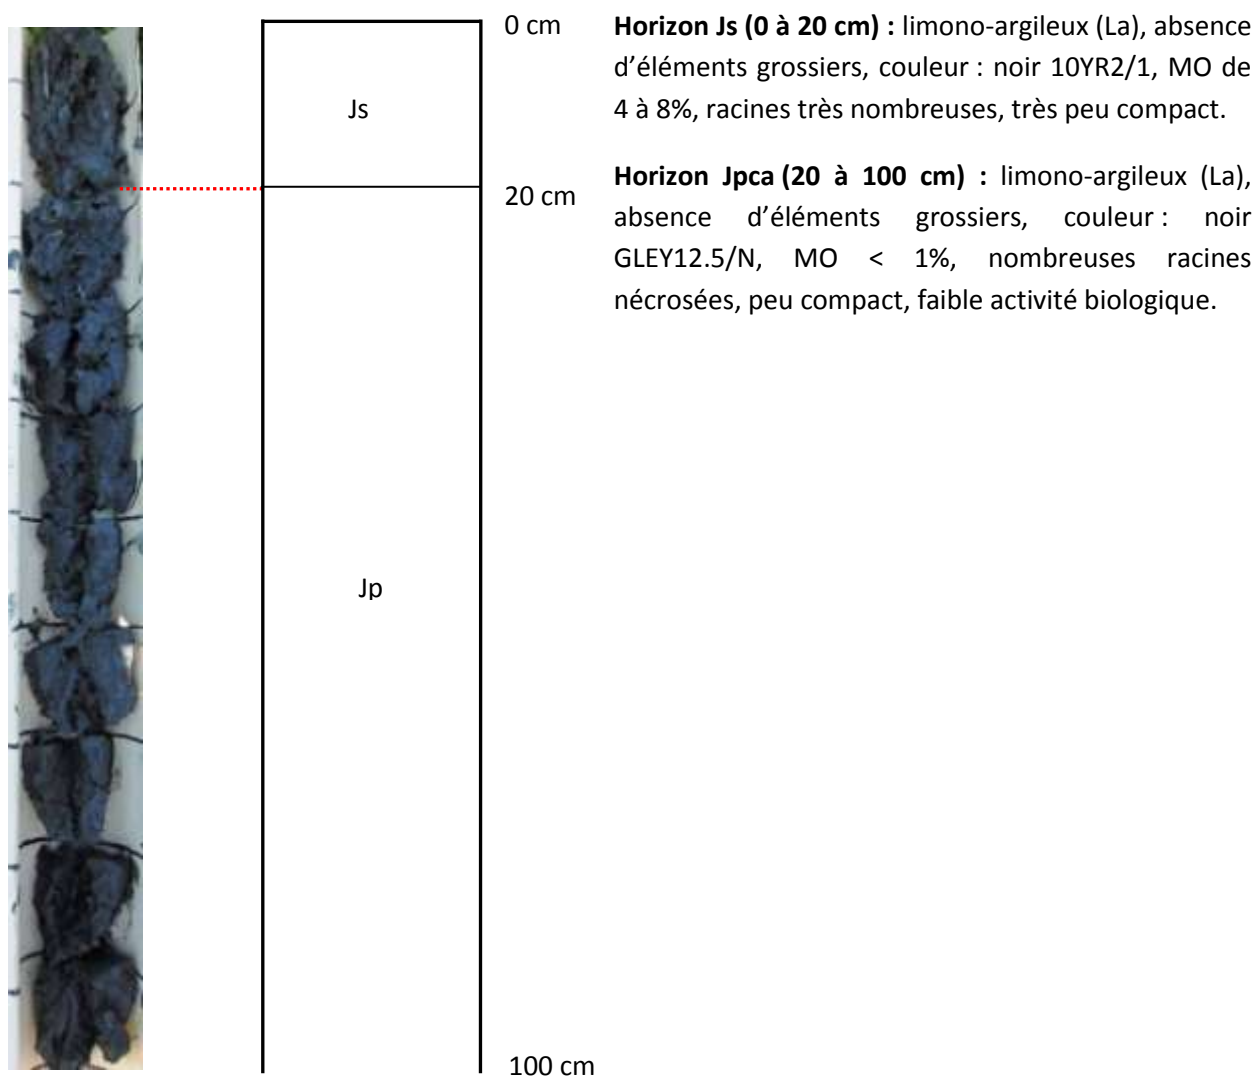 0 cm
Js
20 cm
Jp
100 cm
Horizon Js (0 à 20 cm) : limono-argileux (La), absence
d’éléments grossiers, couleur : noir 10YR2/1, MO de
4 à 8%, racines très nombreuses, très peu compact.
Horizon Jpca (20 à 100 cm) : limono-argileux (La),
absence d’éléments grossiers, couleur : noir
GLEY12.5/N, MO < 1%, nombreuses racines
nécrosées, peu compact, faible activité biologique.